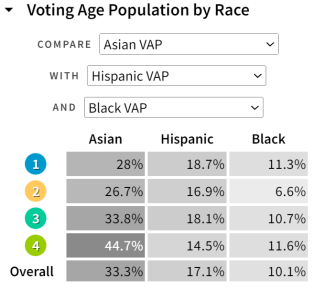 Voting Age Population by Race
COMPARE Asian VAP
WITH Hispanic VAP
AND Black VAP
Asian Hispanic Black
1 28% 18.7% 11.3%
2 26.7% 16.9% 6.6%
3 33.8% 18.1% 10.7%
4 44.7% 14.5% 11.6%
Overall 33.3% 17.1% 10.1%